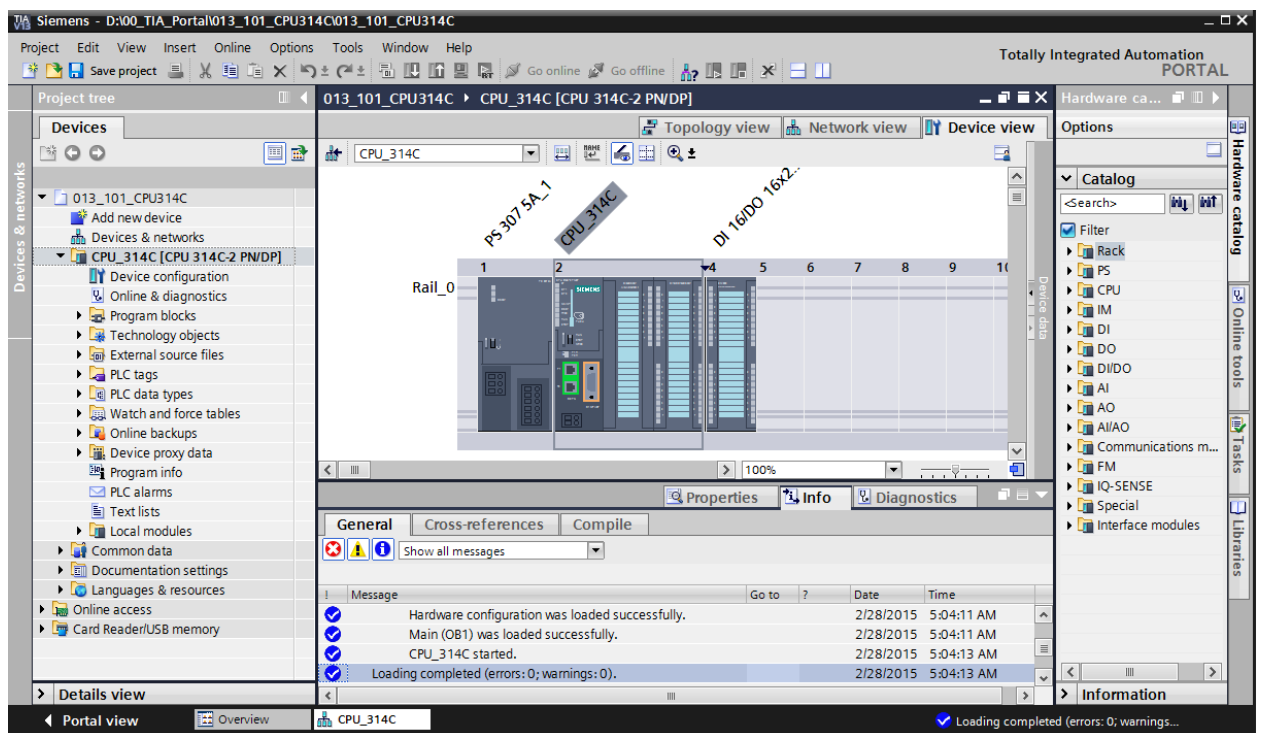 Siemens - D:\00_TIA_Portal\013_101_CPU314C\013_101_CPU314C
Project Edit View Insert Online Options Tools Window Help
Totally Integrated Automation
PORTAL
Save project Go online Go offline
Project tree
Devices
Devices & networks
013_101_CPU314C
Add new device
Devices & networks
CPU_314C [CPU 314C-2 PN/DP]
Device configuration
Online & diagnostics
Program blocks
Technology objects
External source files
PLC tags
PLC data types
Watch and force tables
Online backups
Device proxy data
Program info
PLC alarms
Text lists
Local modules
Common data
Documentation settings
Languages & resources
Online access
Card Reader/USB memory
Details view
013_101_CPU314C CPU_314C [CPU 314C-2 PN/DP]
Topology view Network view Device view
CPU_314C
PS 307 5A_1
CPU_314C
DI 16/DO 16x2...
1 2 4 5 6 7 8 9 10
Rail_0
SIEMENS
Device data
100%
Properties Info Diagnostics
General Cross-references Compile
Show all messages
! Message Go to ? Date Time
Hardware configuration was loaded successfully. 2/28/2015 5:04:11 AM
Main (OB1) was loaded successfully. 2/28/2015 5:04:11 AM
CPU_314C started. 2/28/2015 5:04:13 AM
Loading completed (errors: 0; warnings: 0). 2/28/2015 5:04:13 AM
Hardware ca...
Options
Catalog
<Search>
Filter
Rack
PS
CPU
IM
DI
DO
DI/DO
AI
AO
AI/AO
Communications m...
FM
IQ-SENSE
Special
Interface modules
Information
Hardware catalog
Online tools
Tasks
Libraries
Portal view Overview CPU_314C Loading completed (errors: 0; warnings...